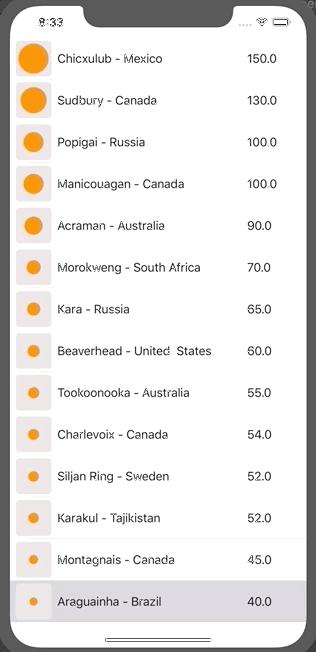 9:33
Chicxulub - Mexico 150.0
Sudbury - Canada 130.0
Popigai - Russia 100.0
Manicouagan - Canada 100.0
Acraman - Australia 90.0
Morokweng - South Africa 70.0
Kara - Russia 65.0
Beaverhead - United States 60.0
Tookoonooka - Australia 55.0
Charlevoix - Canada 54.0
Siljan Ring - Sweden 52.0
Karakul - Tajikistan 52.0
Montagnais - Canada 45.0
Araguainha - Brazil 40.0